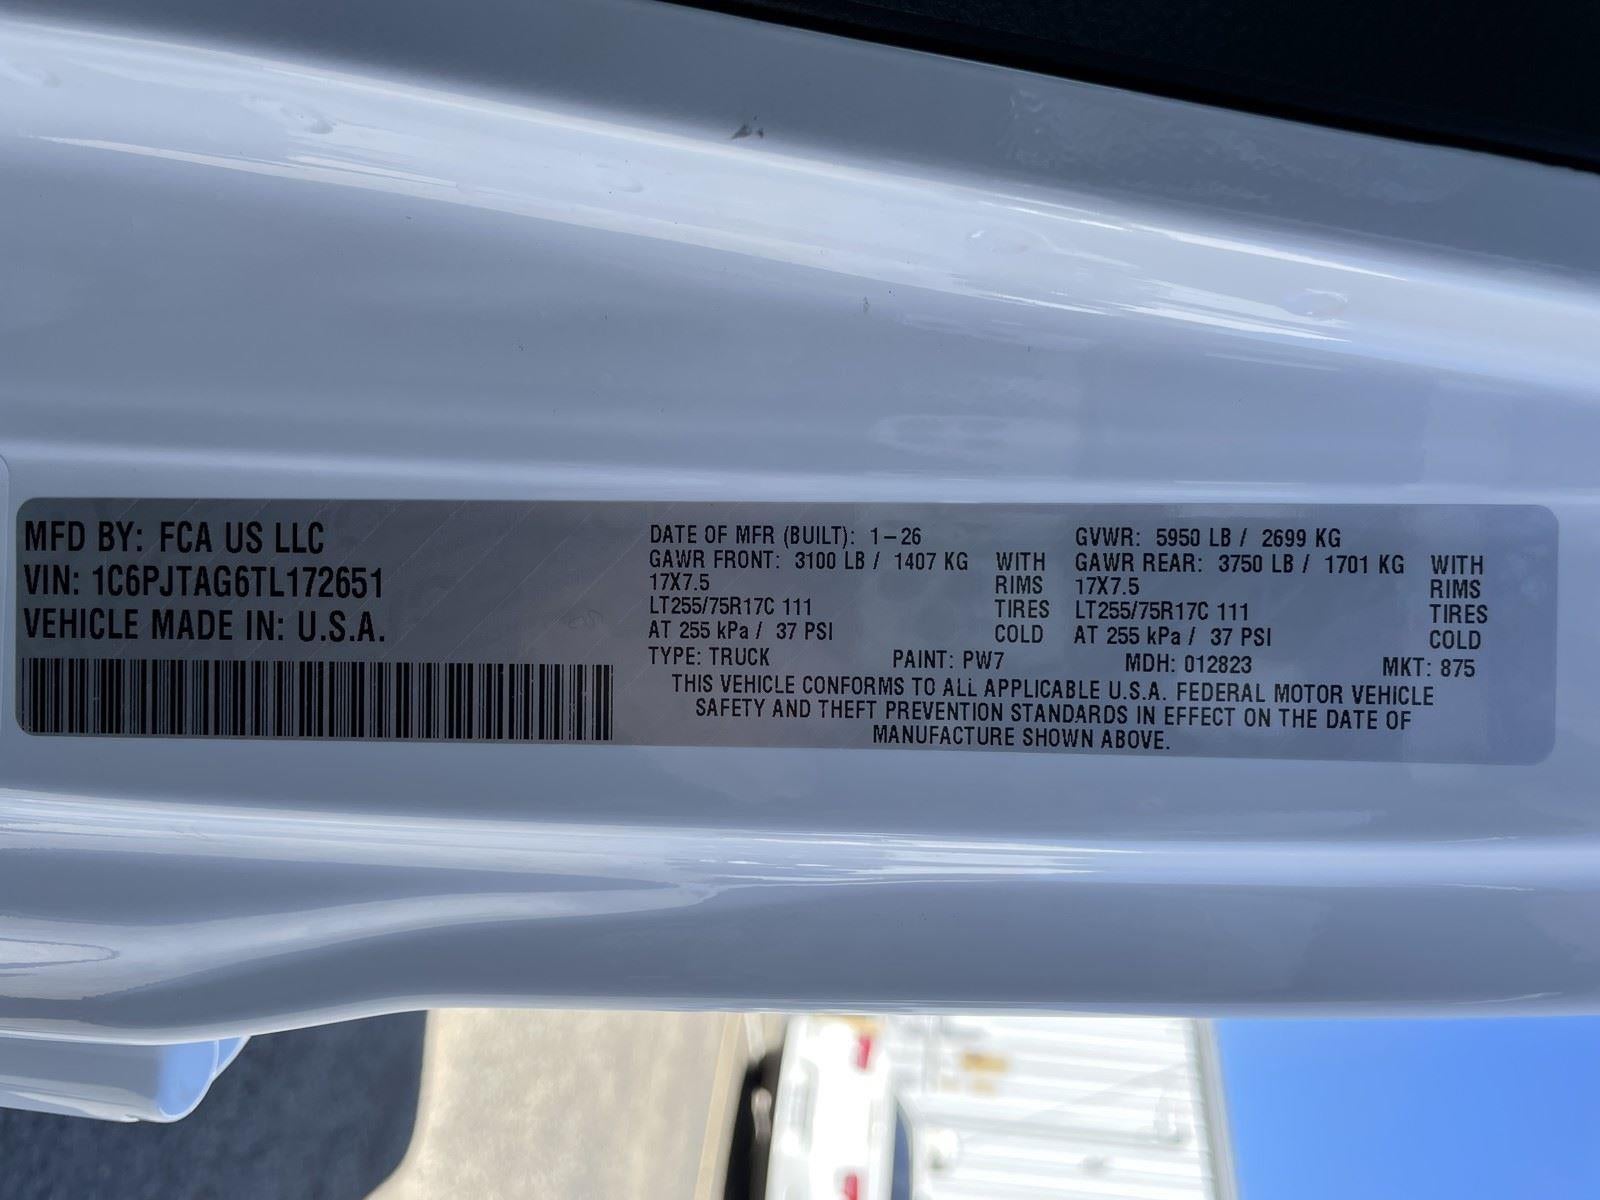 MFD BY: FCA US LLC
VIN: 1C6PJTAG6TL172651
VEHICLE MADE IN: U.S.A.
DATE OF MFR (BUILT): 1-26
GAWR FRONT: 3100 LB / 1407 KG WITH
17X7.5 RIMS
LT255/75R17C 111 TIRES
AT 255 kPa / 37 PSI COLD
GVWR: 5950 LB / 2699 KG
GAWR REAR: 3750 LB / 1701 KG WITH
17X7.5 RIMS
LT255/75R17C 111 TIRES
AT 255 kPa / 37 PSI COLD
TYPE: TRUCK PAINT: PW7 MDH: 012823 MKT: 875
THIS VEHICLE CONFORMS TO ALL APPLICABLE U.S.A. FEDERAL MOTOR VEHICLE
SAFETY AND THEFT PREVENTION STANDARDS IN EFFECT ON THE DATE OF
MANUFACTURE SHOWN ABOVE.